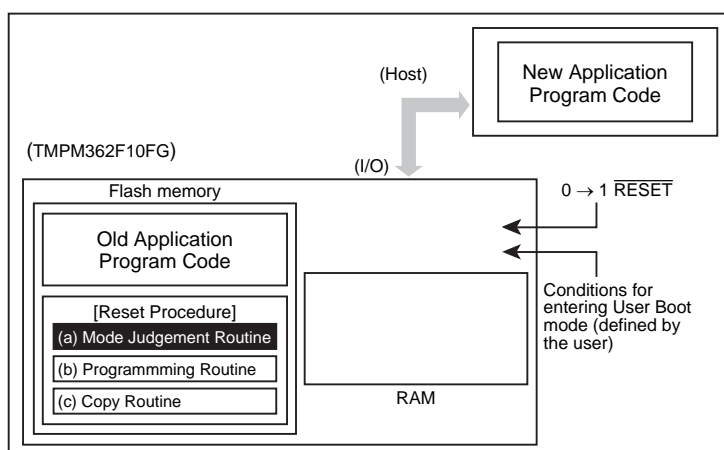 (Host)
New Application
Program Code
(TMPM362F10FG)
(I/O)
Flash memory
0 → 1 RESET
Old Application
Program Code
[Reset Procedure]
(a) Mode Judgement Routine
(b) Programmming Routine
(c) Copy Routine
RAM
Conditions for
entering User Boot
mode (defined by
the user)